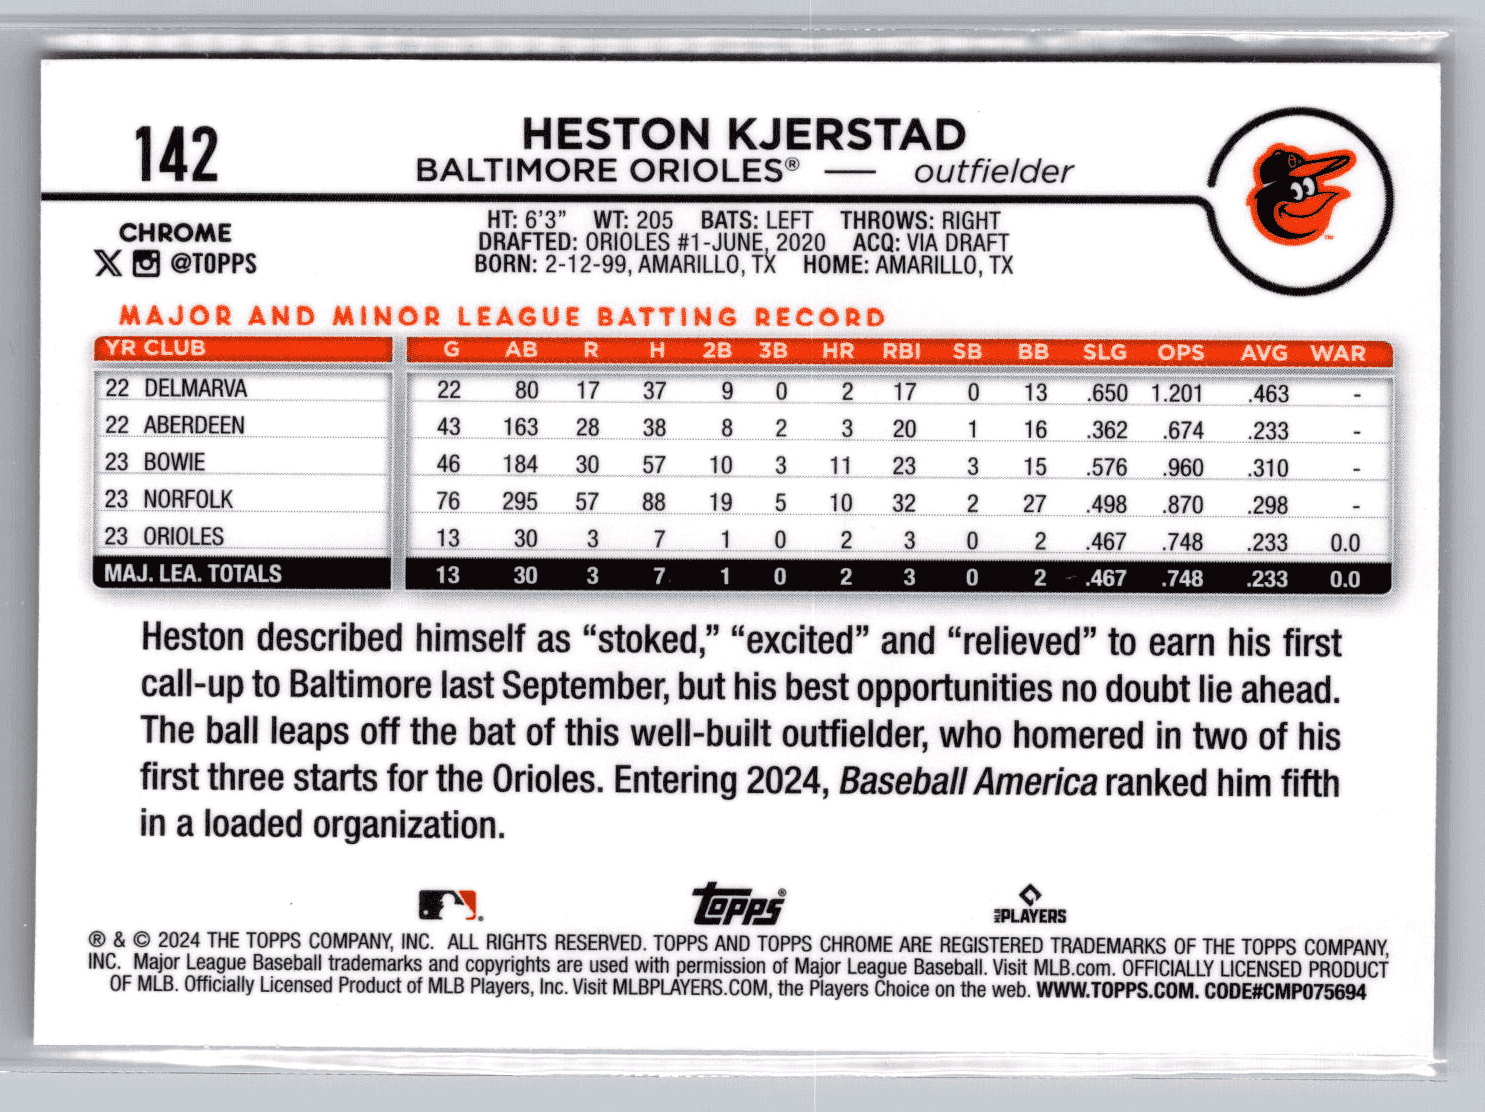 142
HESTON KJERSTAD
BALTIMORE ORIOLES® — outfielder
CHROME
@TOPPS
HT: 6'3" WT: 205 BATS: LEFT THROWS: RIGHT
DRAFTED: ORIOLES #1-JUNE, 2020 ACQ: VIA DRAFT
BORN: 2-12-99, AMARILLO, TX HOME: AMARILLO, TX
MAJOR AND MINOR LEAGUE BATTING RECORD
YR CLUB G AB R H 2B 3B HR RBI SB BB SLG OPS AVG WAR
22 DELMARVA 22 80 17 37 9 0 2 17 0 13 .650 1.201 .463 -
22 ABERDEEN 43 163 28 38 8 2 3 20 1 16 .362 .674 .233 -
23 BOWIE 46 184 30 57 10 3 11 23 3 15 .576 .960 .310 -
23 NORFOLK 76 295 57 88 19 5 10 32 2 27 .498 .870 .298 -
23 ORIOLES 13 30 3 7 1 0 2 3 0 2 .467 .748 .233 0.0
MAJ. LEA. TOTALS 13 30 3 7 1 0 2 3 0 2 .467 .748 .233 0.0
Heston described himself as “stoked,” “excited” and “relieved” to earn his first
call-up to Baltimore last September, but his best opportunities no doubt lie ahead.
The ball leaps off the bat of this well-built outfielder, who homered in two of his
first three starts for the Orioles. Entering 2024, Baseball America ranked him fifth
in a loaded organization.
TOPPS®
MLB PLAYERS
® & © 2024 THE TOPPS COMPANY, INC. ALL RIGHTS RESERVED. TOPPS AND TOPPS CHROME ARE REGISTERED TRADEMARKS OF THE TOPPS COMPANY,
INC. Major League Baseball trademarks and copyrights are used with permission of Major League Baseball. Visit MLB.com. OFFICIALLY LICENSED PRODUCT
OF MLB. Officially Licensed Product of MLB Players, Inc. Visit MLBPLAYERS.COM, the Players Choice on the web. WWW.TOPPS.COM. CODE#CMP075694